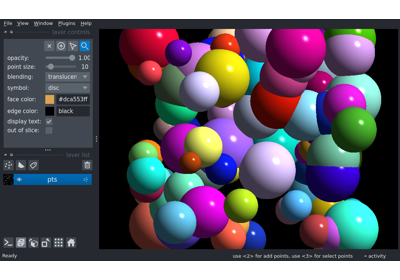 File View Window Plugins Help
layer controls
opacity: 1.00
point size: 10
blending: translucen
symbol: disc
face color: #dca553ff
edge color: black
display text:
out of slice:
layer list
pts
Ready use <2> for add points, use <3> for select points activity